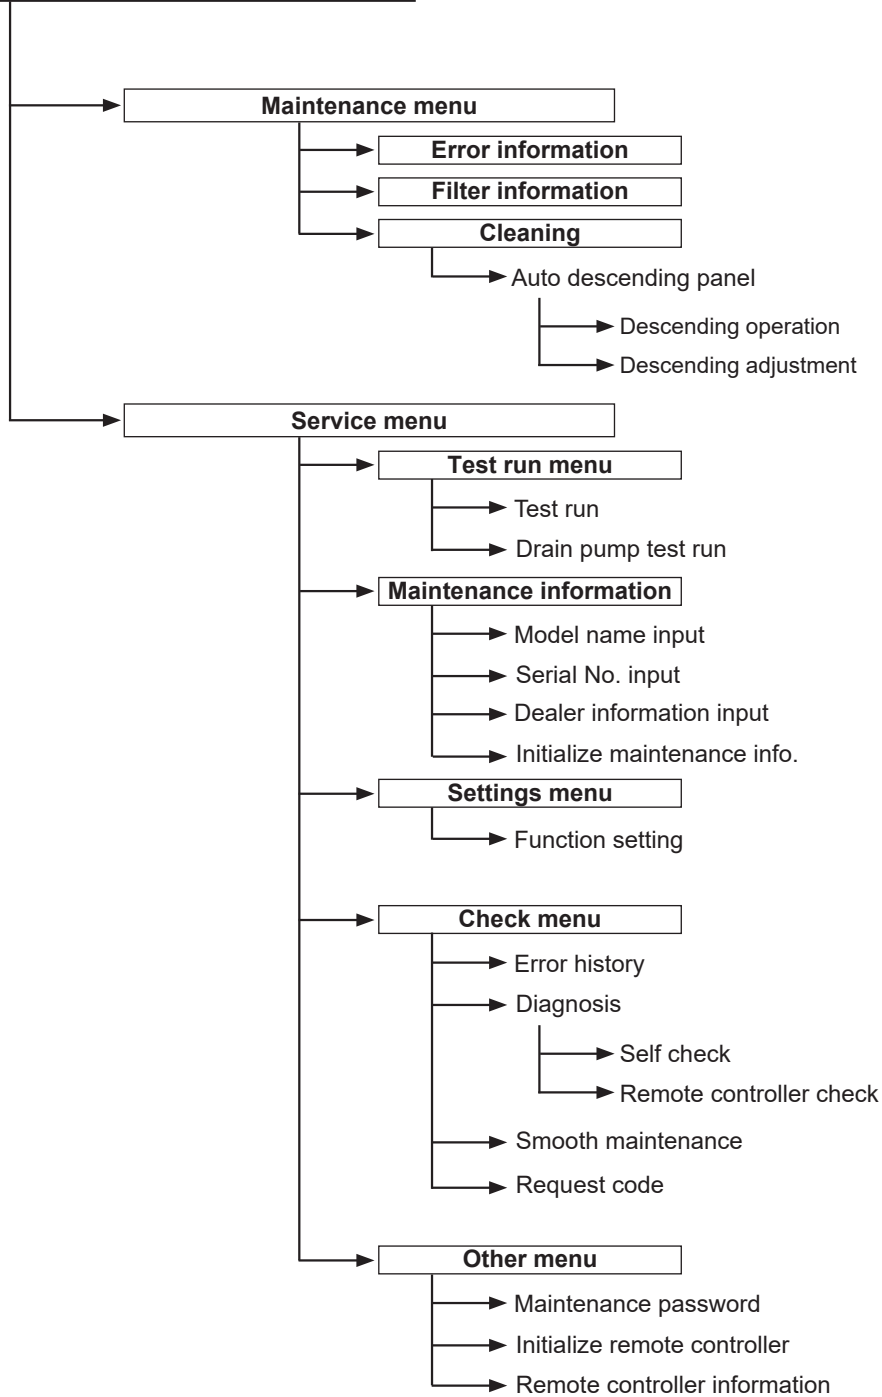 Maintenance menu
Error information
Filter information
Cleaning
Auto descending panel
Descending operation
Descending adjustment
Service menu
Test run menu
Test run
Drain pump test run
Maintenance information
Model name input
Serial No. input
Dealer information input
Initialize maintenance info.
Settings menu
Function setting
Check menu
Error history
Diagnosis
Self check
Remote controller check
Smooth maintenance
Request code
Other menu
Maintenance password
Initialize remote controller
Remote controller information